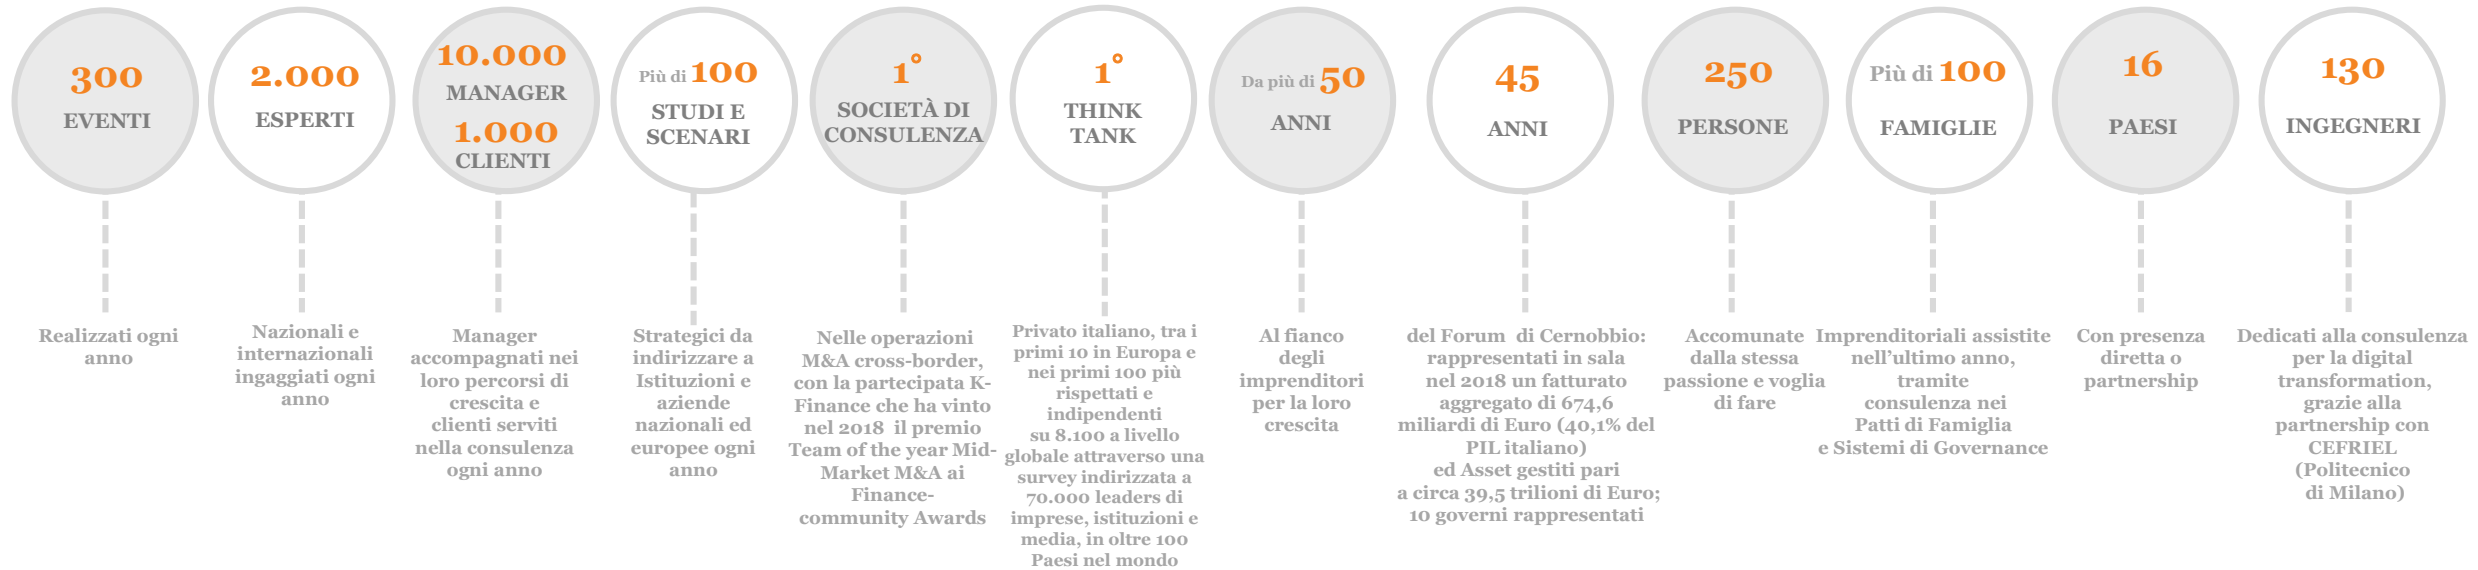 300
EVENTI
Realizzati ogni
anno
2.000
ESPERTI
Nazionali e
internazionali
ingaggiati ogni
anno
10.000
MANAGER
1.000
CLIENTI
Manager
accompagnati nei
loro percorsi di
crescita e
clienti serviti
nella consulenza
ogni anno
Più di 100
STUDI E
SCENARI
Strategici da
indirizzare a
Istituzioni e
aziende
nazionali ed
europee ogni
anno
1°
SOCIETÀ DI
CONSULENZA
Nelle operazioni
M&A cross-border,
con la partecipata K-
Finance che ha vinto
nel 2018 il premio
Team of the year Mid-
Market M&A ai
Finance-
community Awards
1°
THINK
TANK
Privato italiano, tra i
primi 10 in Europa e
nei primi 100 più
rispettati e
indipendenti
su 8.100 a livello
globale attraverso una
survey indirizzata a
70.000 leaders di
imprese, istituzioni e
media, in oltre 100
Paesi nel mondo
Da più di 50
ANNI
Al fianco
degli
imprenditori
per la loro
crescita
45
ANNI
del Forum di Cernobbio:
rappresentati in sala
nel 2018 un fatturato
aggregato di 674,6
miliardi di Euro (40,1% del
PIL italiano)
ed Asset gestiti pari
a circa 39,5 trilioni di Euro;
10 governi rappresentati
250
PERSONE
Accomunate
dalla stessa
passione e voglia
di fare
Più di 100
FAMIGLIE
Imprenditoriali assistite
nell'ultimo anno,
tramite
consulenza nei
Patti di Famiglia
e Sistemi di Governance
16
PAESI
Con presenza
diretta o
partnership
130
INGEGNERI
Dedicati alla consulenza
per la digital
transformation,
grazie alla
partnership con
CEFRIEL
(Politecnico
di Milano)